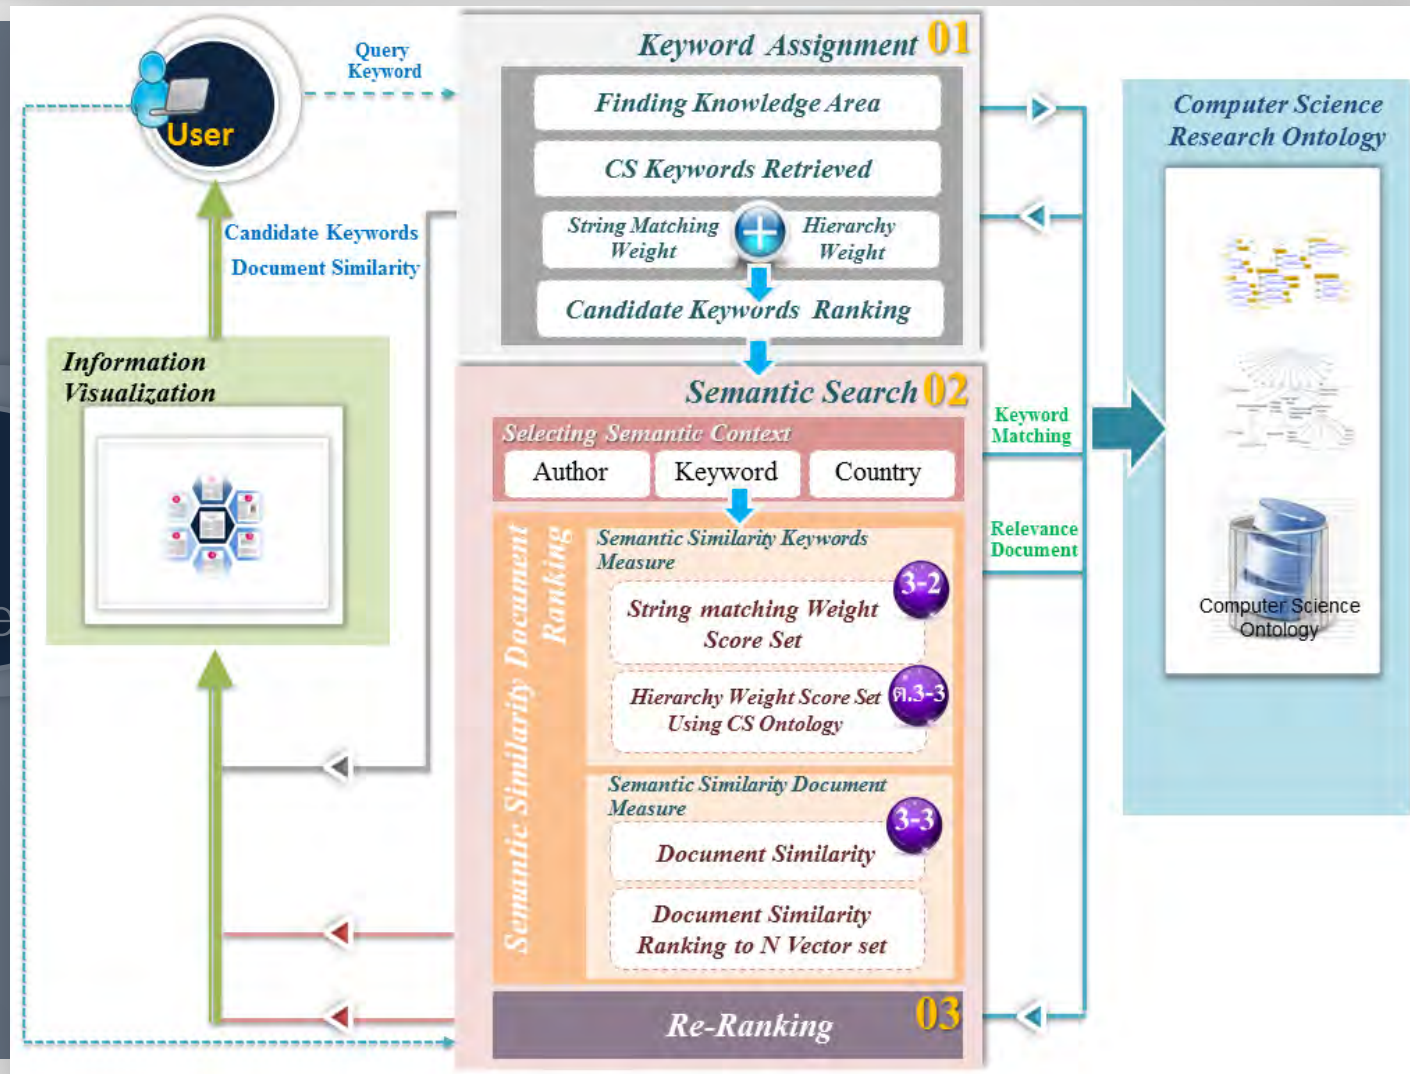 Query
Keyword
User
Candidate Keywords
Document Similarity
Information
Visualization
Keyword Assignment 01
Finding Knowledge Area
CS Keywords Retrieved
String Matching
Weight
Hierarchy
Weight
Candidate Keywords Ranking
Semantic Search 02
Selecting Semantic Context
Author
Keyword
Country
Semantic Similarity Document
Ranking
Semantic Similarity Keywords
Measure
3-2
String matching Weight
Score Set
ศ.3-3
Hierarchy Weight Score Set
Using CS Ontology
Semantic Similarity Document
Measure
3-3
Document Similarity
Document Similarity
Ranking to N Vector set
Re-Ranking 03
Keyword
Matching
Relevance
Document
Computer Science
Research Ontology
Computer Science
Ontology